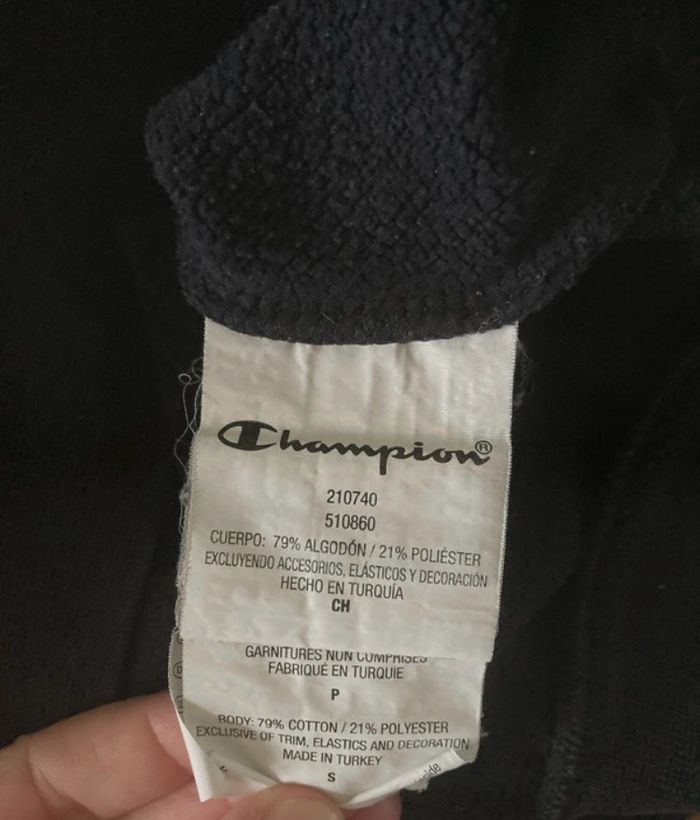 Champion®
210740
510860
CUERPO: 79% ALGODÓN / 21% POLIÉSTER
EXCLUYENDO ACCESORIOS, ELÁSTICOS Y DECORACIÓN
HECHO EN TURQUÍA
CH
GARNITURES NON COMPRISES
FABRIQUÉ EN TURQUIE
P
BODY: 79% COTTON / 21% POLYESTER
EXCLUSIVE OF TRIM, ELASTICS AND DECORATION
MADE IN TURKEY
S